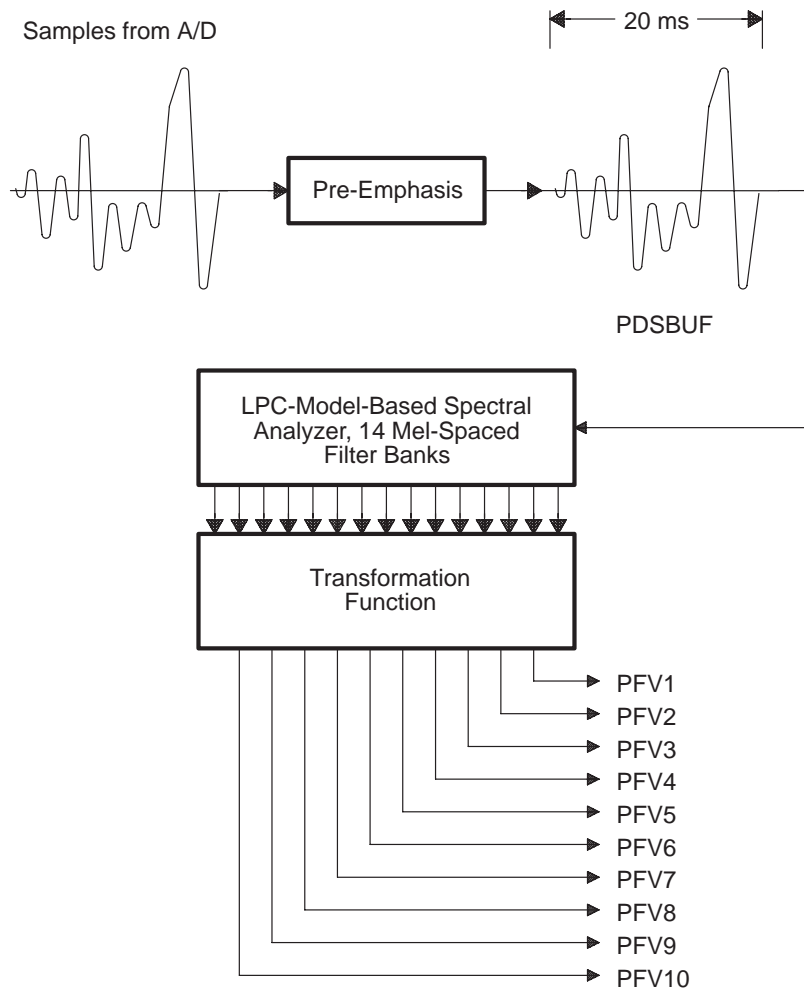 Samples from A/D
20 ms
Pre-Emphasis
PDSBUF
LPC-Model-Based Spectral
Analyzer, 14 Mel-Spaced
Filter Banks
Transformation
Function
PFV1
PFV2
PFV3
PFV4
PFV5
PFV6
PFV7
PFV8
PFV9
PFV10